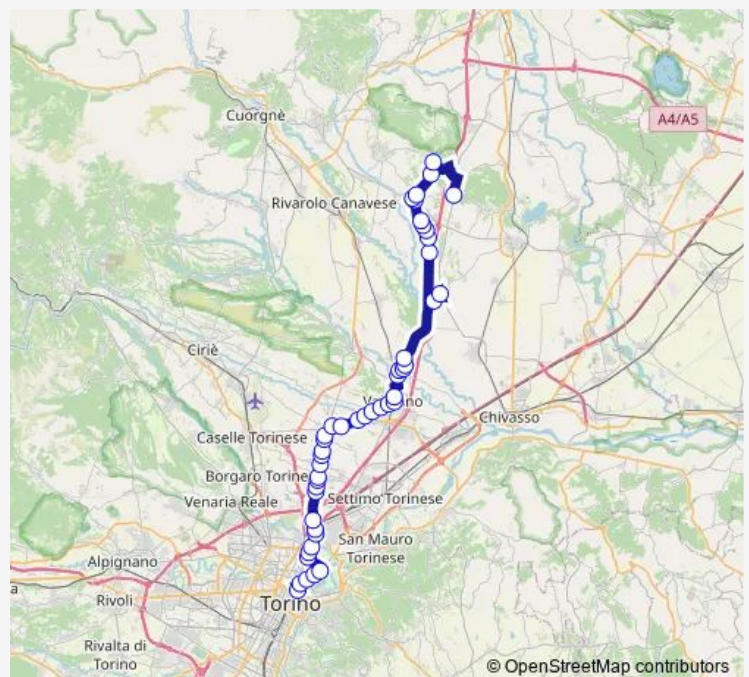 Cuorgnè
A4/A5
Rivarolo Canavese
Ciriè
Chivasso
Caselle Torinese
Borgaro Torine
Settimo Torinese
Venaria Reale
San Mauro
Torinese
Alpignano
a
Rivoli
Torino
Rivalta di
Torino
© OpenStreetMap contributors